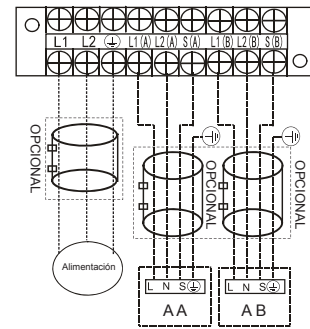 L1 L2 L1(A) L2(A) S(A) L1(B) L2(B) S(B)
OPCIONAL
OPCIONAL
OPCIONAL
Alimentación
L N S
L N S
AA
AB